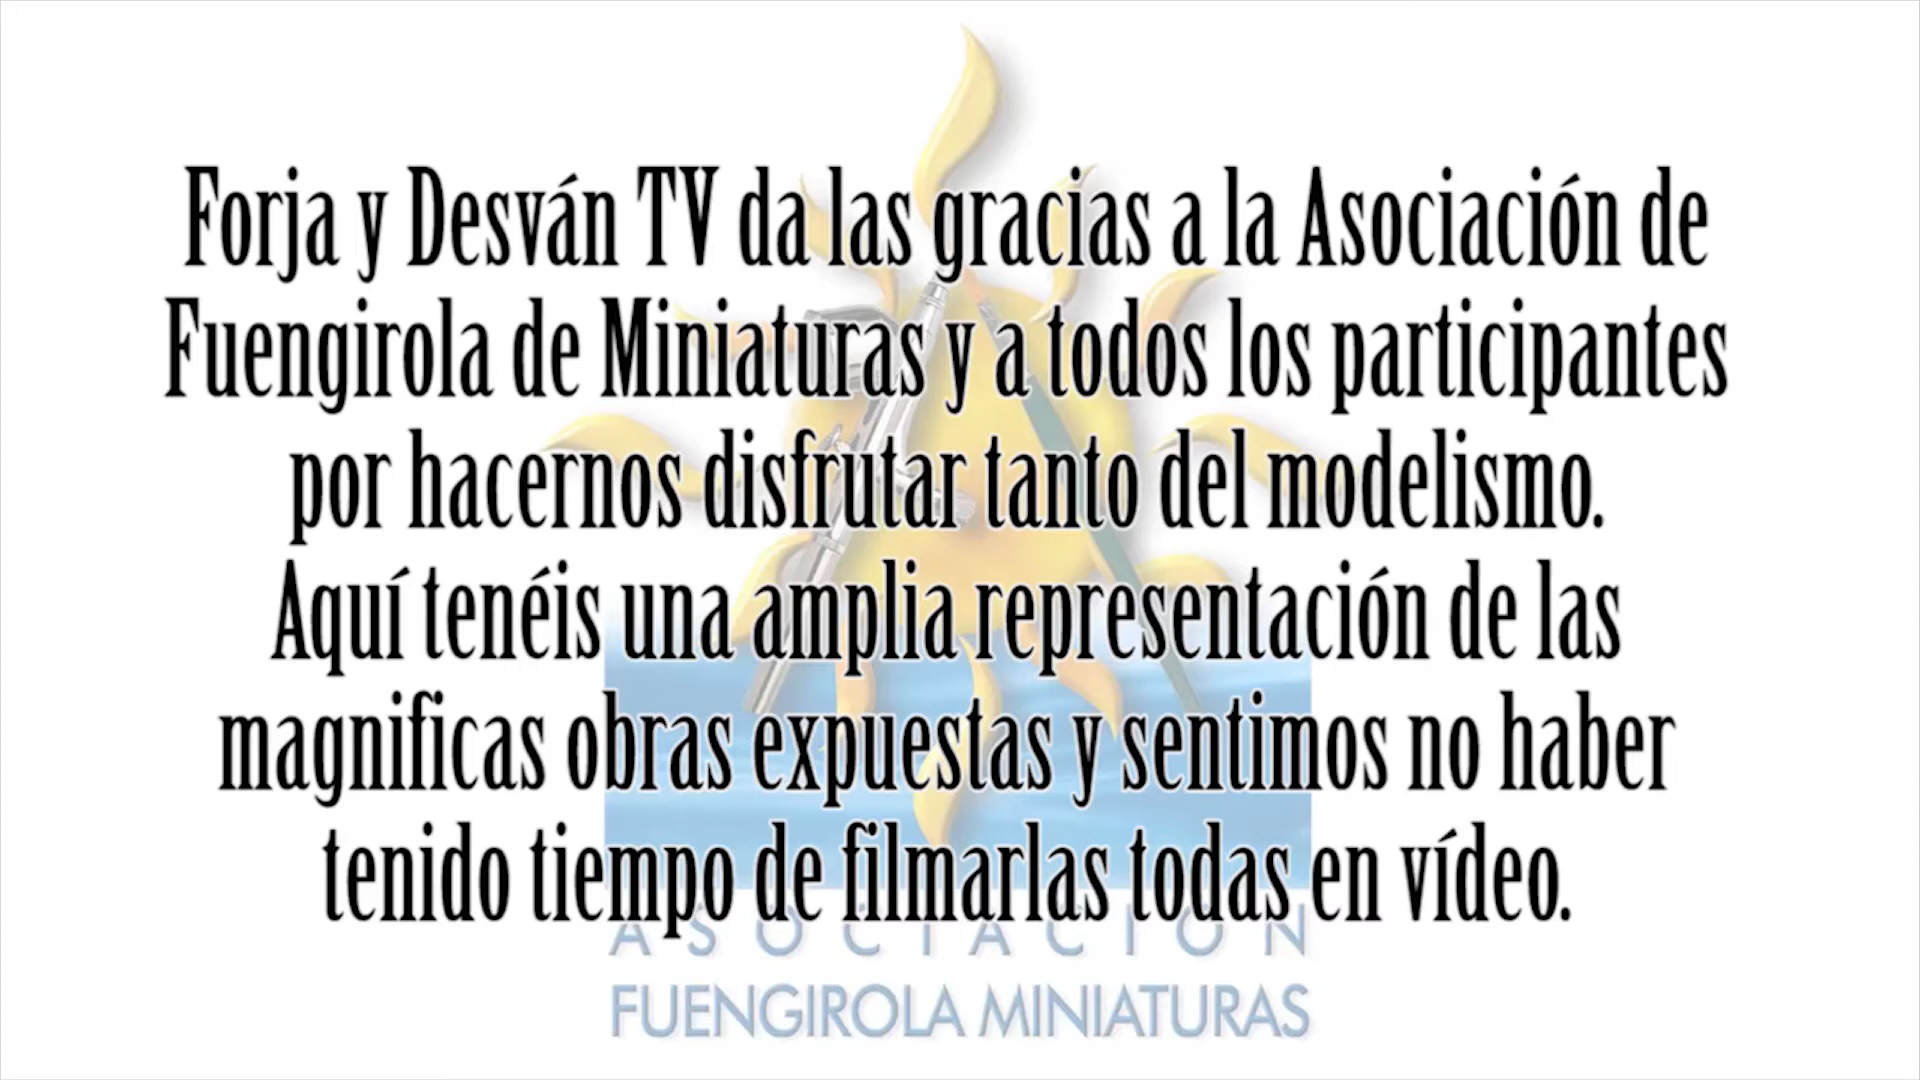 Forja y Desván TV da las gracias a la Asociación de
Fuengirola de Miniaturas y a todos los participantes
por hacernos disfrutar tanto del modelismo.
Aquí tenéis una amplia representación de las
magnificas obras expuestas y sentimos no haber
tenido tiempo de filmarlas todas en vídeo.
ASOCIACIÓN
FUENGIROLA MINIATURAS